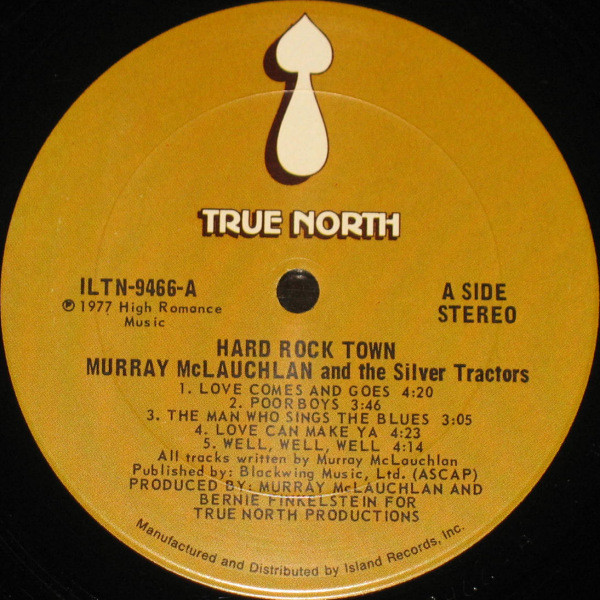 TRUE NORTH
ILTN-9466-A
℗ 1977 High Romance
Music
A SIDE
STEREO
HARD ROCK TOWN
MURRAY McLAUCHLAN and the Silver Tractors
1. LOVE COMES AND GOES 4:20
2. POORBOYS 3:46
3. THE MAN WHO SINGS THE BLUES 3:05
4. LOVE CAN MAKE YA 4:23
5. WELL, WELL, WELL 4:14
All tracks written by Murray McLauchlan
Published by: Blackwing Music, Ltd. (ASCAP)
PRODUCED BY: MURRAY McLAUCHLAN AND
BERNIE FINKELSTEIN FOR
TRUE NORTH PRODUCTIONS
Manufactured and Distributed by Island Records, Inc.